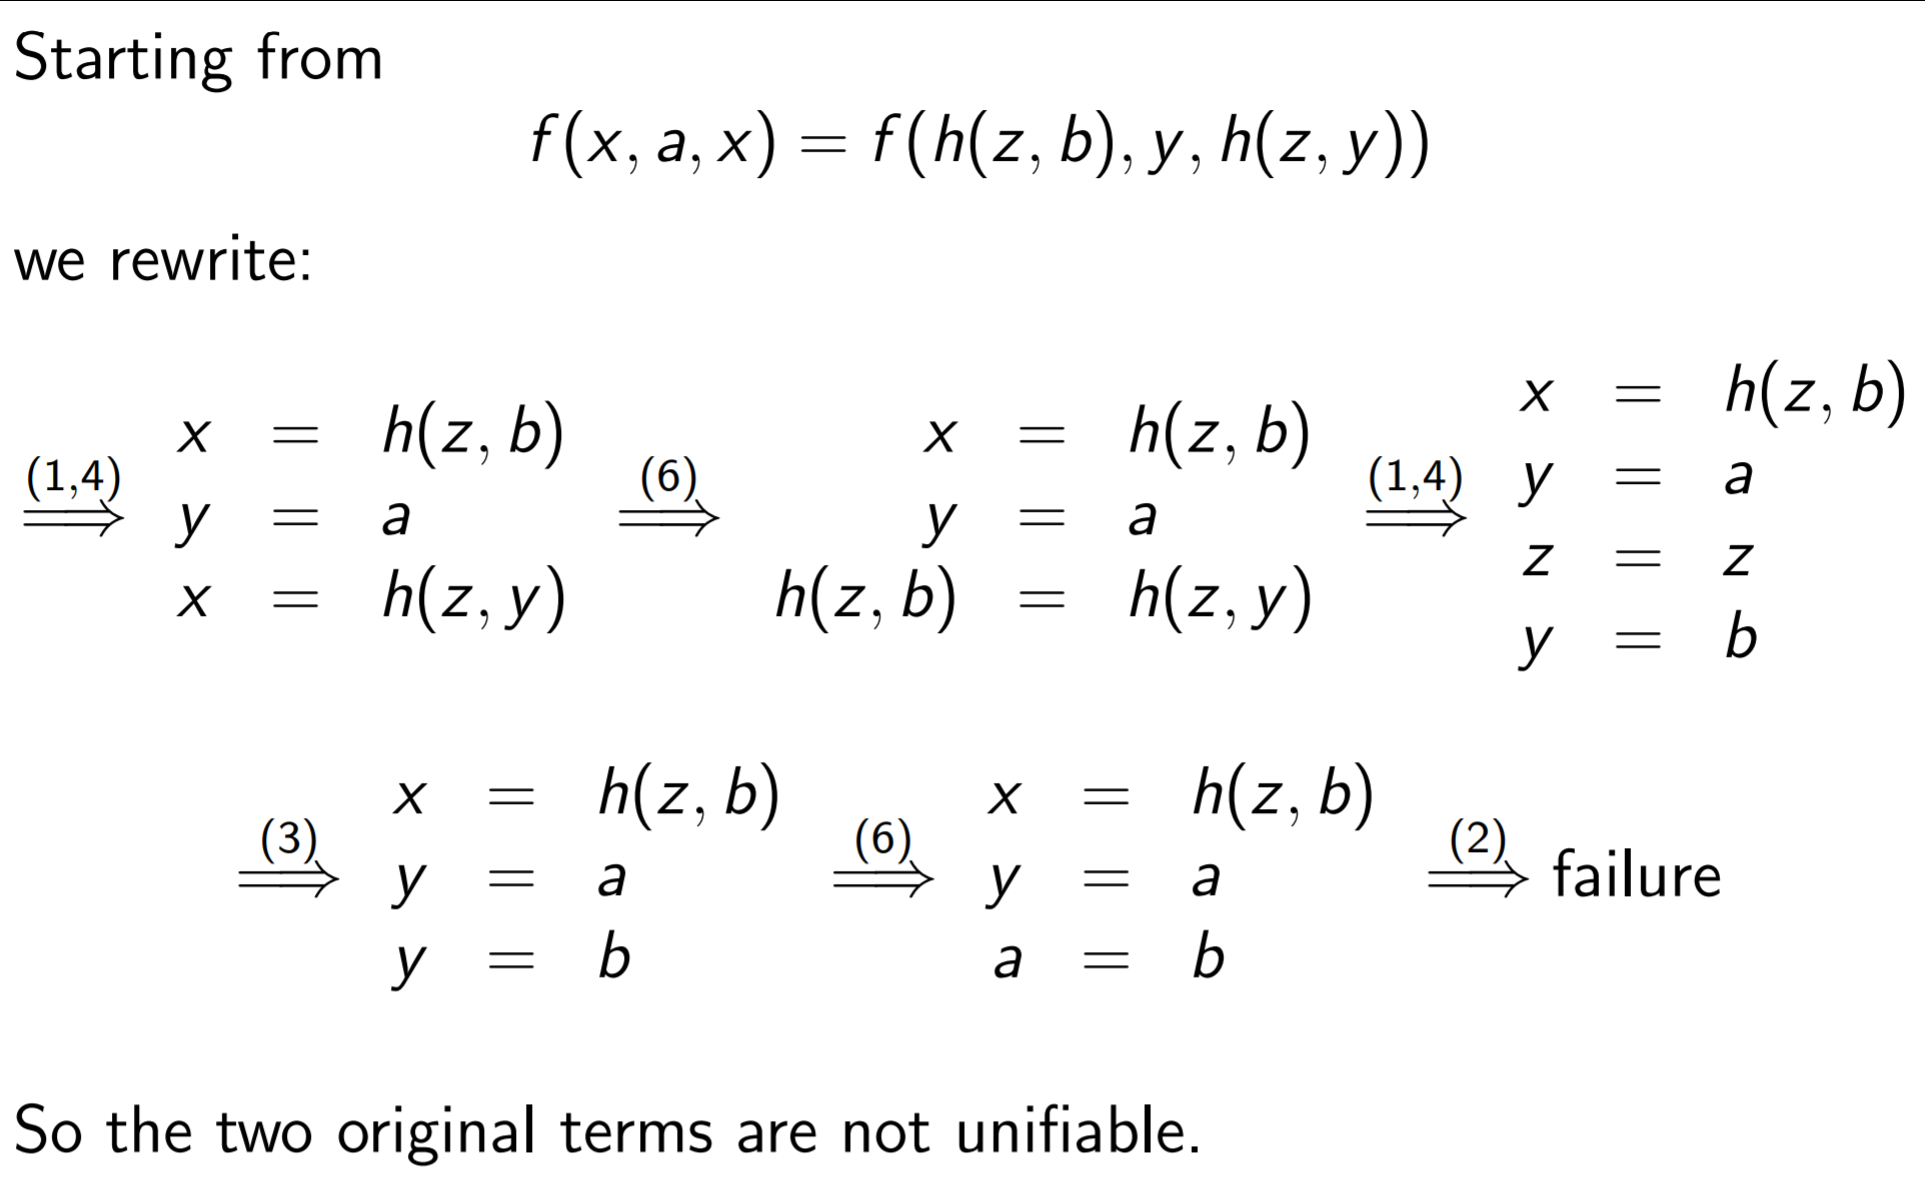 Starting from
f(x, a, x) = f(h(z, b), y, h(z, y))
we rewrite:
(1,4) ⟹ x = h(z, b) y = a x = h(z, y)
(6) ⟹ x = h(z, b) y = a h(z, b) = h(z, y)
(1,4) ⟹ x = h(z, b) y = a z = z y = b
(3) ⟹ x = h(z, b) y = a y = b
(6) ⟹ x = h(z, b) y = a a = b
(2) ⟹ failure
So the two original terms are not unifiable.